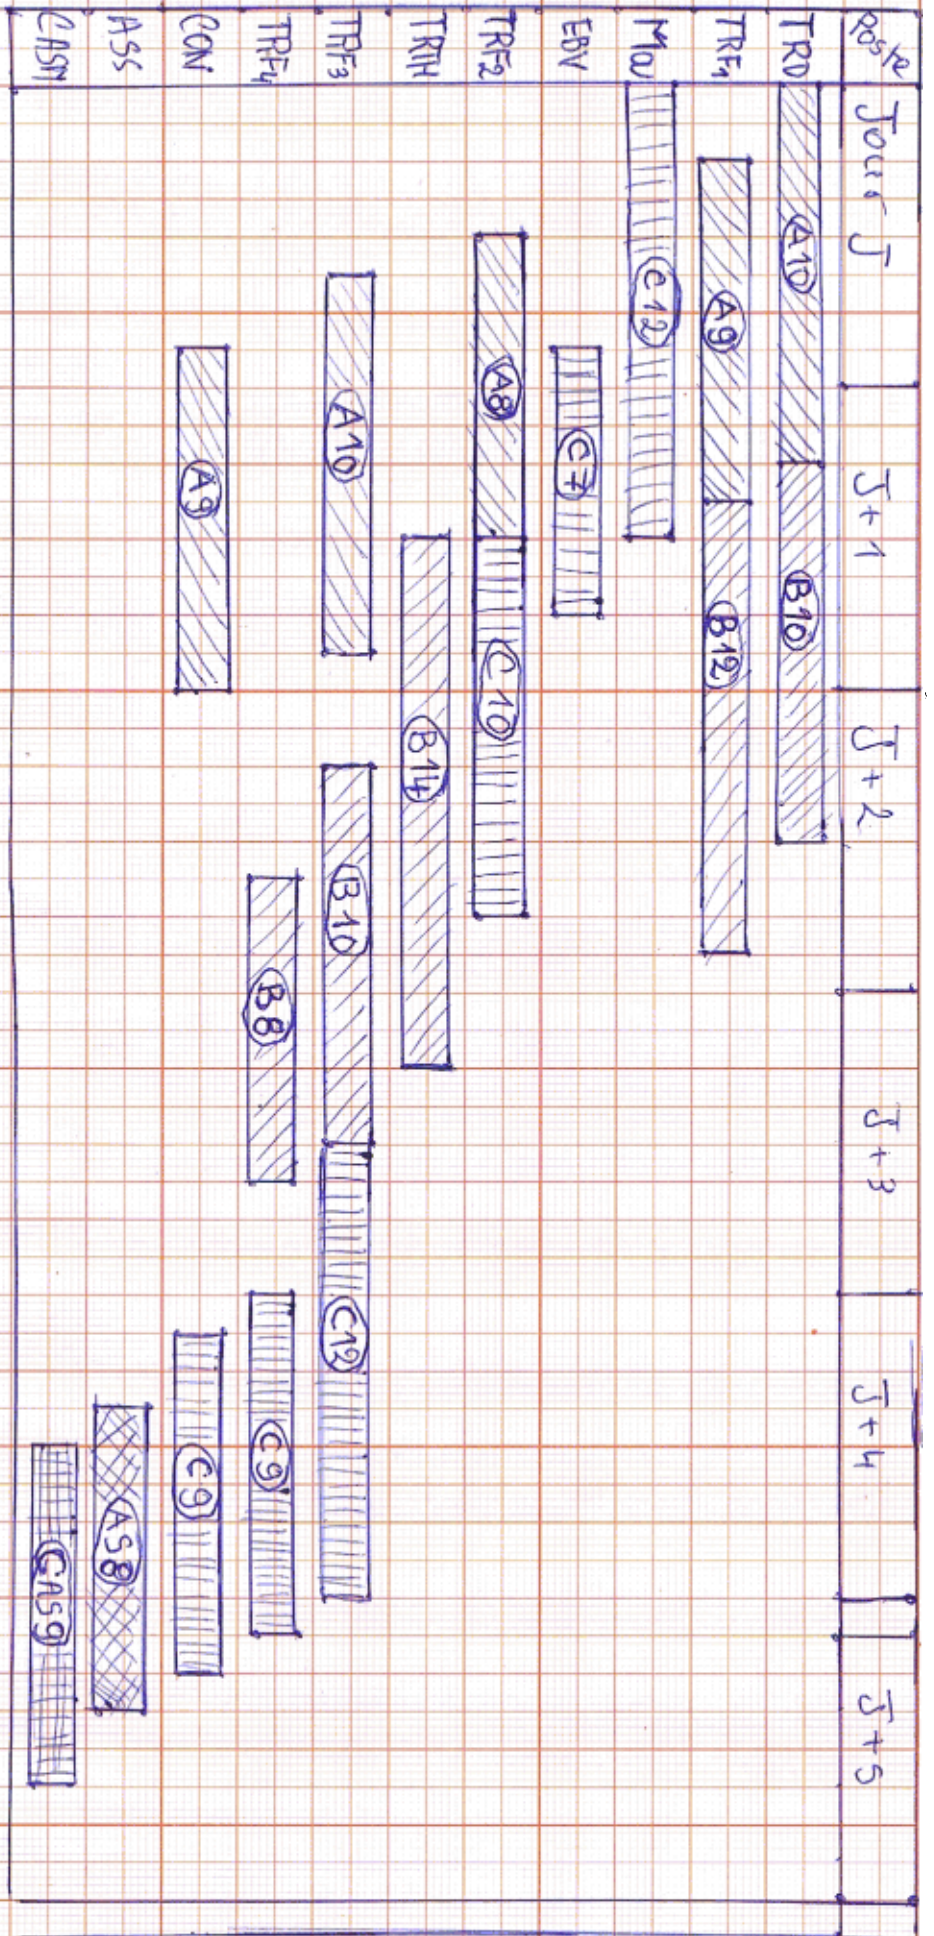 Poste Jour J J+1 J+2 J+3 J+4 J+5
TRD A10 B10
TRF1 A9 B12
Mou C12
EBV C7
TRF2 A8 C10
TRTH B14
TRF3 A10 B10 C12
TRF4 B8 C9
CON A9 C9
ASS AS8
CASM CAS9